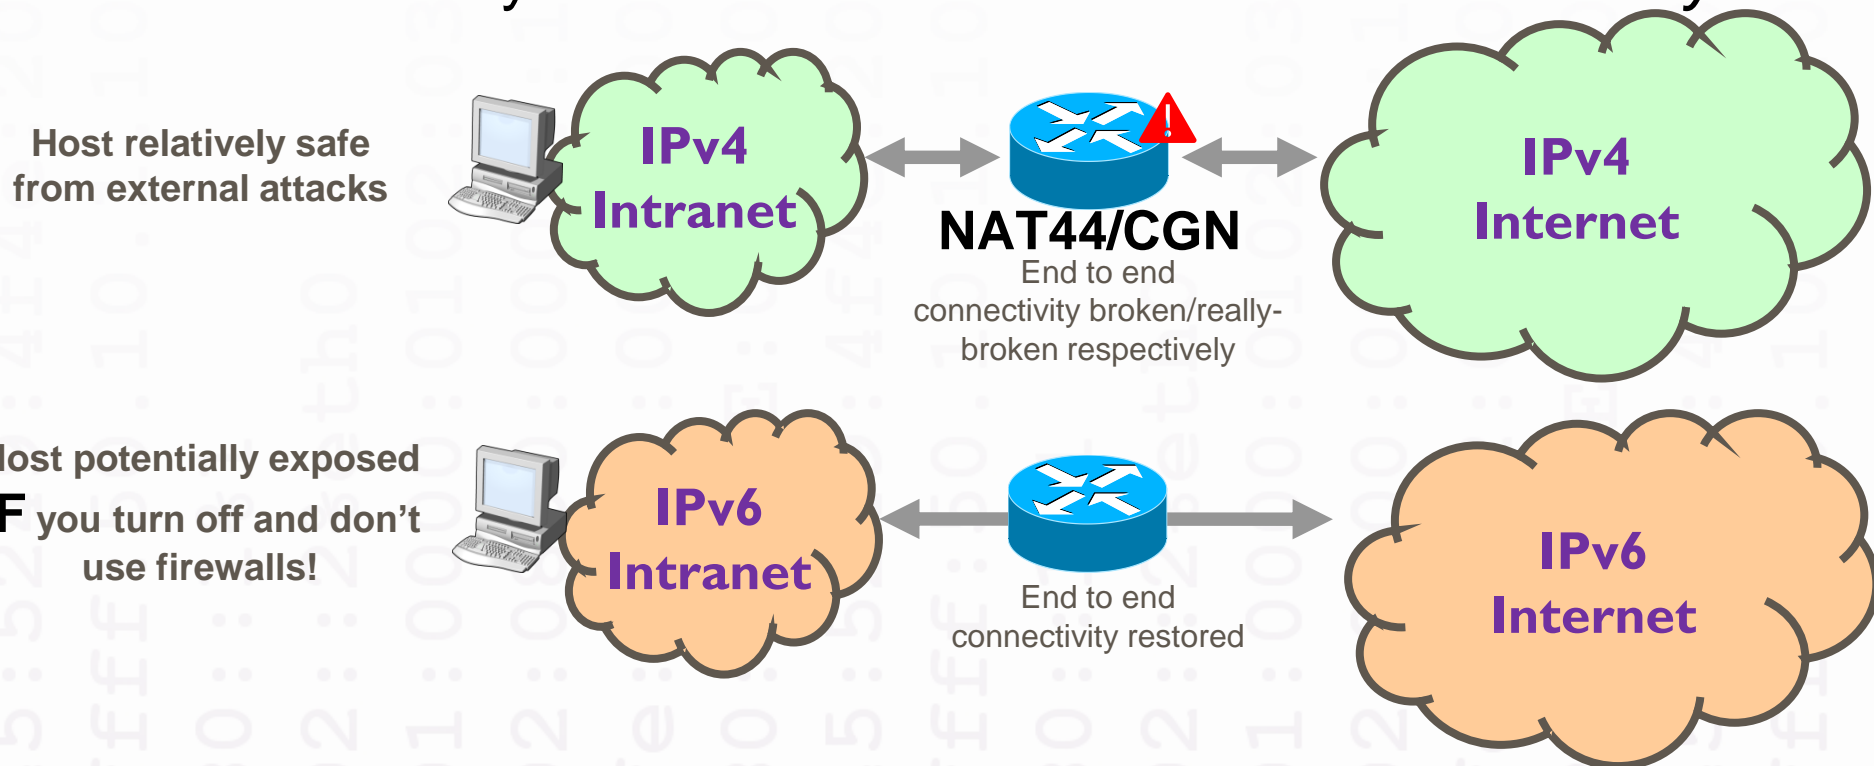 Host relatively safe
from external attacks
IPv4
Intranet
NAT44/CGN
End to end
connectivity broken/really-
broken respectively
IPv4
Internet
potentially exposed
you turn off and don’t
use firewalls!
IPv6
Intranet
End to end
connectivity restored
IPv6
Internet